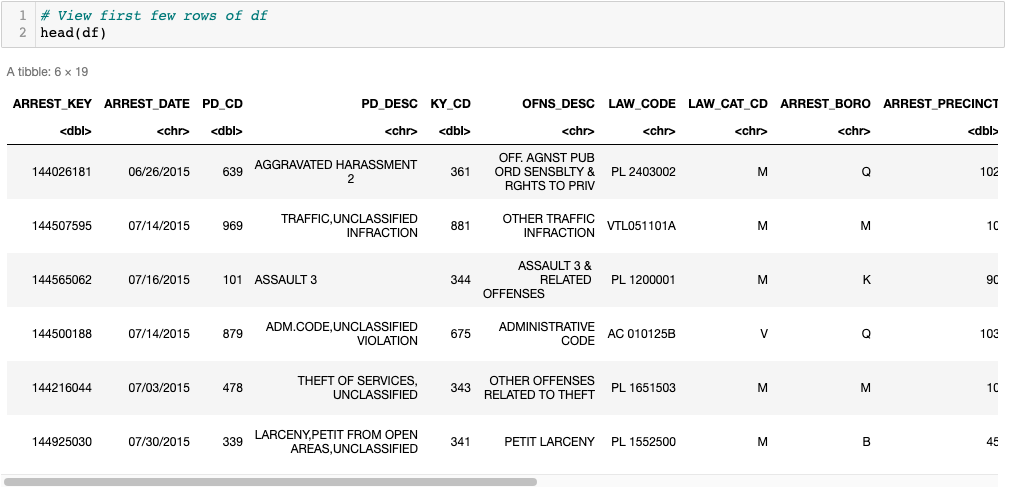 1 # View first few rows of df
2 head(df)
A tibble: 6 × 19
ARREST_KEY ARREST_DATE PD_CD PD_DESC KY_CD OFNS_DESC LAW_CODE LAW_CAT_CD ARREST_BORO ARREST_PRECINCT
<dbl> <chr> <dbl> <chr> <dbl> <chr> <chr> <chr> <chr> <dbl>
144026181 06/26/2015 639 AGGRAVATED HARASSMENT
2 361 OFF. AGNST PUB
ORD SENSBLTY &
RGHTS TO PRIV PL 2403002 M Q 102
144507595 07/14/2015 969 TRAFFIC,UNCLASSIFIED
INFRACTION 881 OTHER TRAFFIC
INFRACTION VTL051101A M M 10
144565062 07/16/2015 101 ASSAULT 3 344 ASSAULT 3 &
RELATED
OFFENSES PL 1200001 M K 90
144500188 07/14/2015 879 ADM.CODE,UNCLASSIFIED
VIOLATION 675 ADMINISTRATIVE
CODE AC 010125B V Q 103
144216044 07/03/2015 478 THEFT OF SERVICES,
UNCLASSIFIED 343 OTHER OFFENSES
RELATED TO THEFT PL 1651503 M M 10
144925030 07/30/2015 339 LARCENY,PETIT FROM OPEN
AREAS,UNCLASSIFIED 341 PETIT LARCENY PL 1552500 M B 45